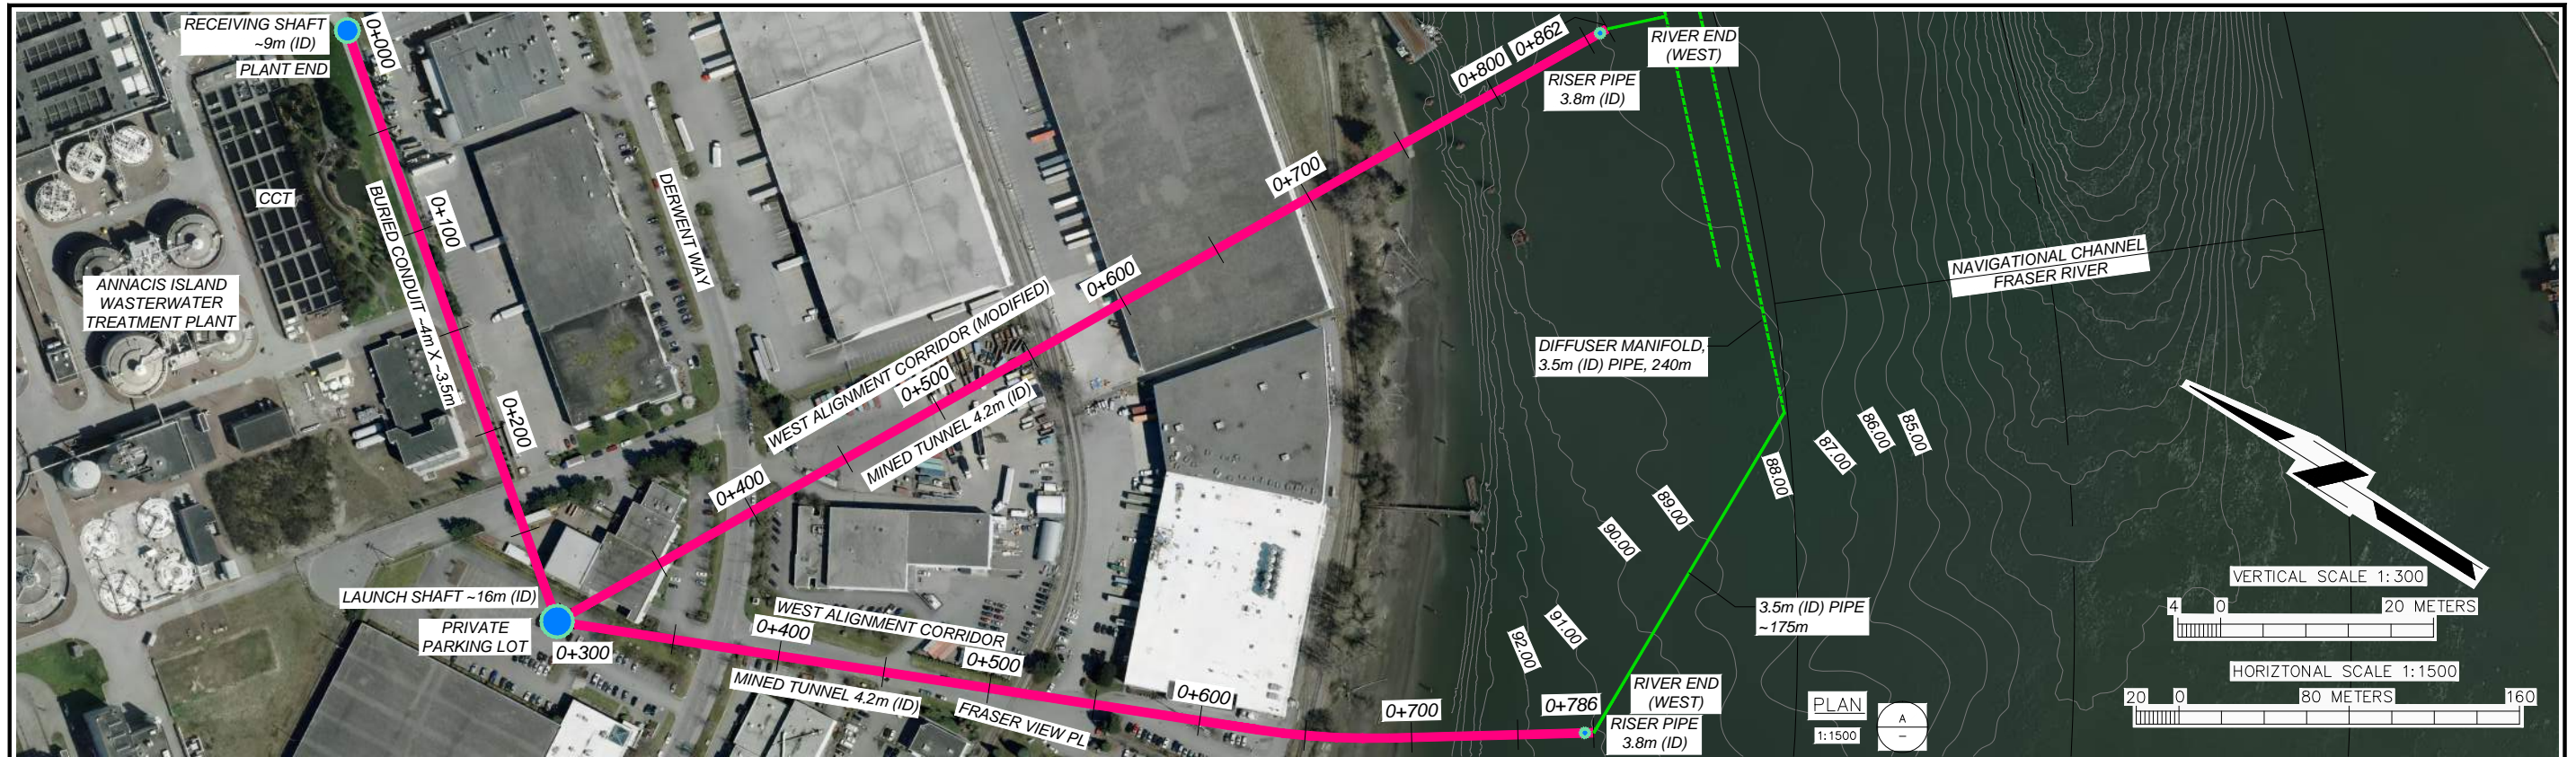 RECEIVING SHAFT
~9m (ID)
PLANT END
0+000
CCT
BURIED CONDUIT ~4m X ~3.5m
0+100
ANNACIS ISLAND
WASTERWATER
TREATMENT PLANT
0+200
DERWENT WAY
LAUNCH SHAFT ~16m (ID)
PRIVATE
PARKING LOT
0+300
0+400
WEST ALIGNMENT CORRIDOR (MODIFIED)
0+500
MINED TUNNEL 4.2m (ID)
0+600
0+700
0+800
0+862
RISER PIPE
3.8m (ID)
RIVER END
(WEST)
0+400
WEST ALIGNMENT CORRIDOR
0+500
MINED TUNNEL 4.2m (ID)
FRASER VIEW PL
0+600
0+700
0+786
RIVER END
(WEST)
RISER PIPE
3.8m (ID)
NAVIGATIONAL CHANNEL
FRASER RIVER
DIFFUSER MANIFOLD,
3.5m (ID) PIPE, 240m
85.00
86.00
87.00
88.00
89.00
90.00
91.00
92.00
3.5m (ID) PIPE
~175m
PLAN
1:1500
A
–
VERTICAL SCALE 1:300
4 0 20 METERS
HORIZTONAL SCALE 1:1500
20 0 80 METERS 160